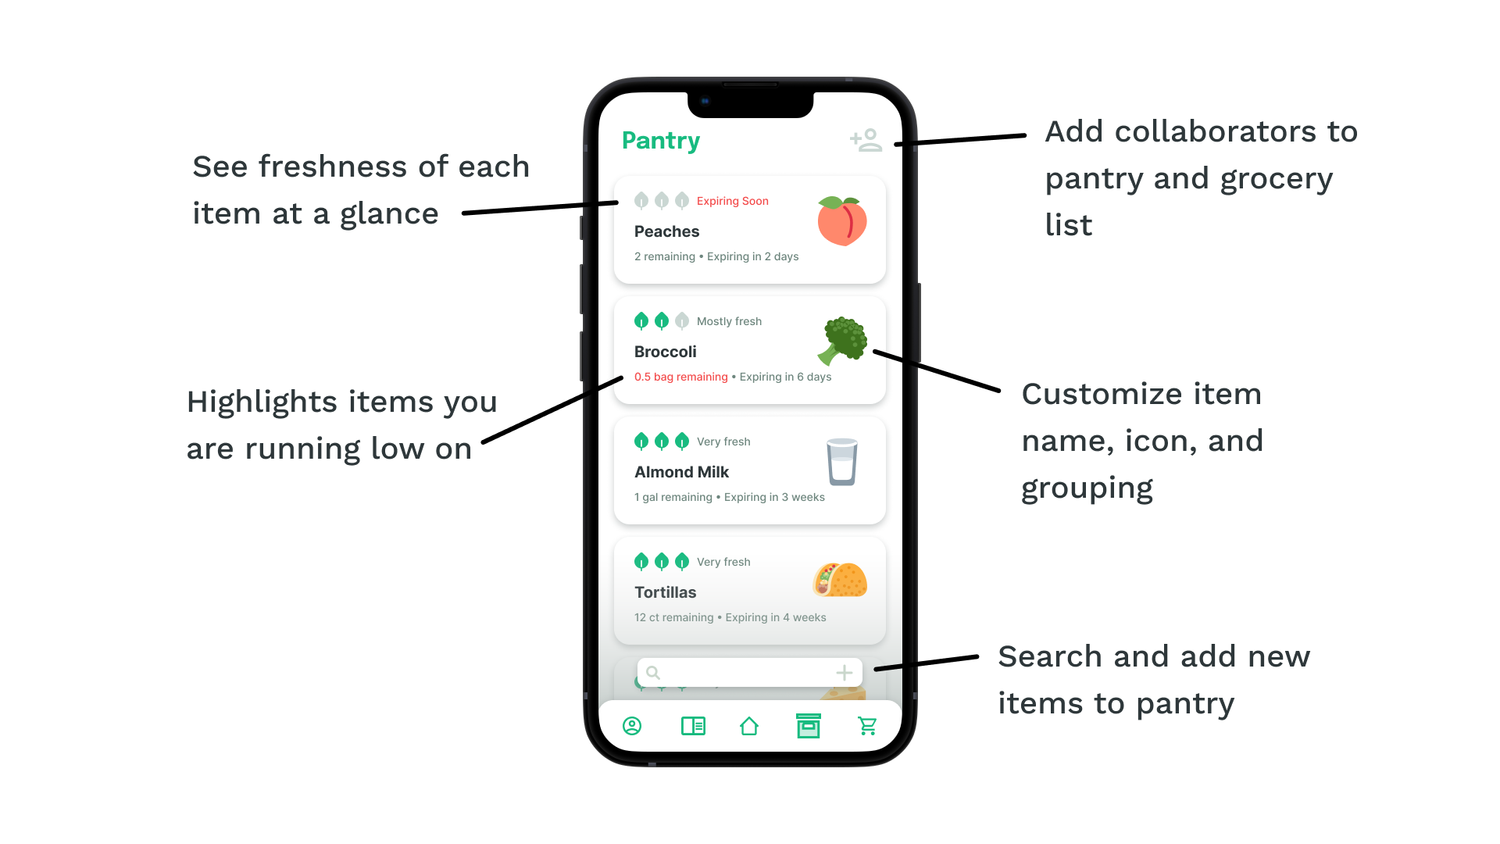 See freshness of each
item at a glance
Highlights items you
are running low on
Pantry
Expiring Soon
Peaches
2 remaining • Expiring in 2 days
Mostly fresh
Broccoli
0.5 bag remaining • Expiring in 6 days
Very fresh
Almond Milk
1 gal remaining • Expiring in 3 weeks
Very fresh
Tortillas
12 ct remaining • Expiring in 4 weeks
Add collaborators to
pantry and grocery
list
Customize item
name, icon, and
grouping
Search and add new
items to pantry